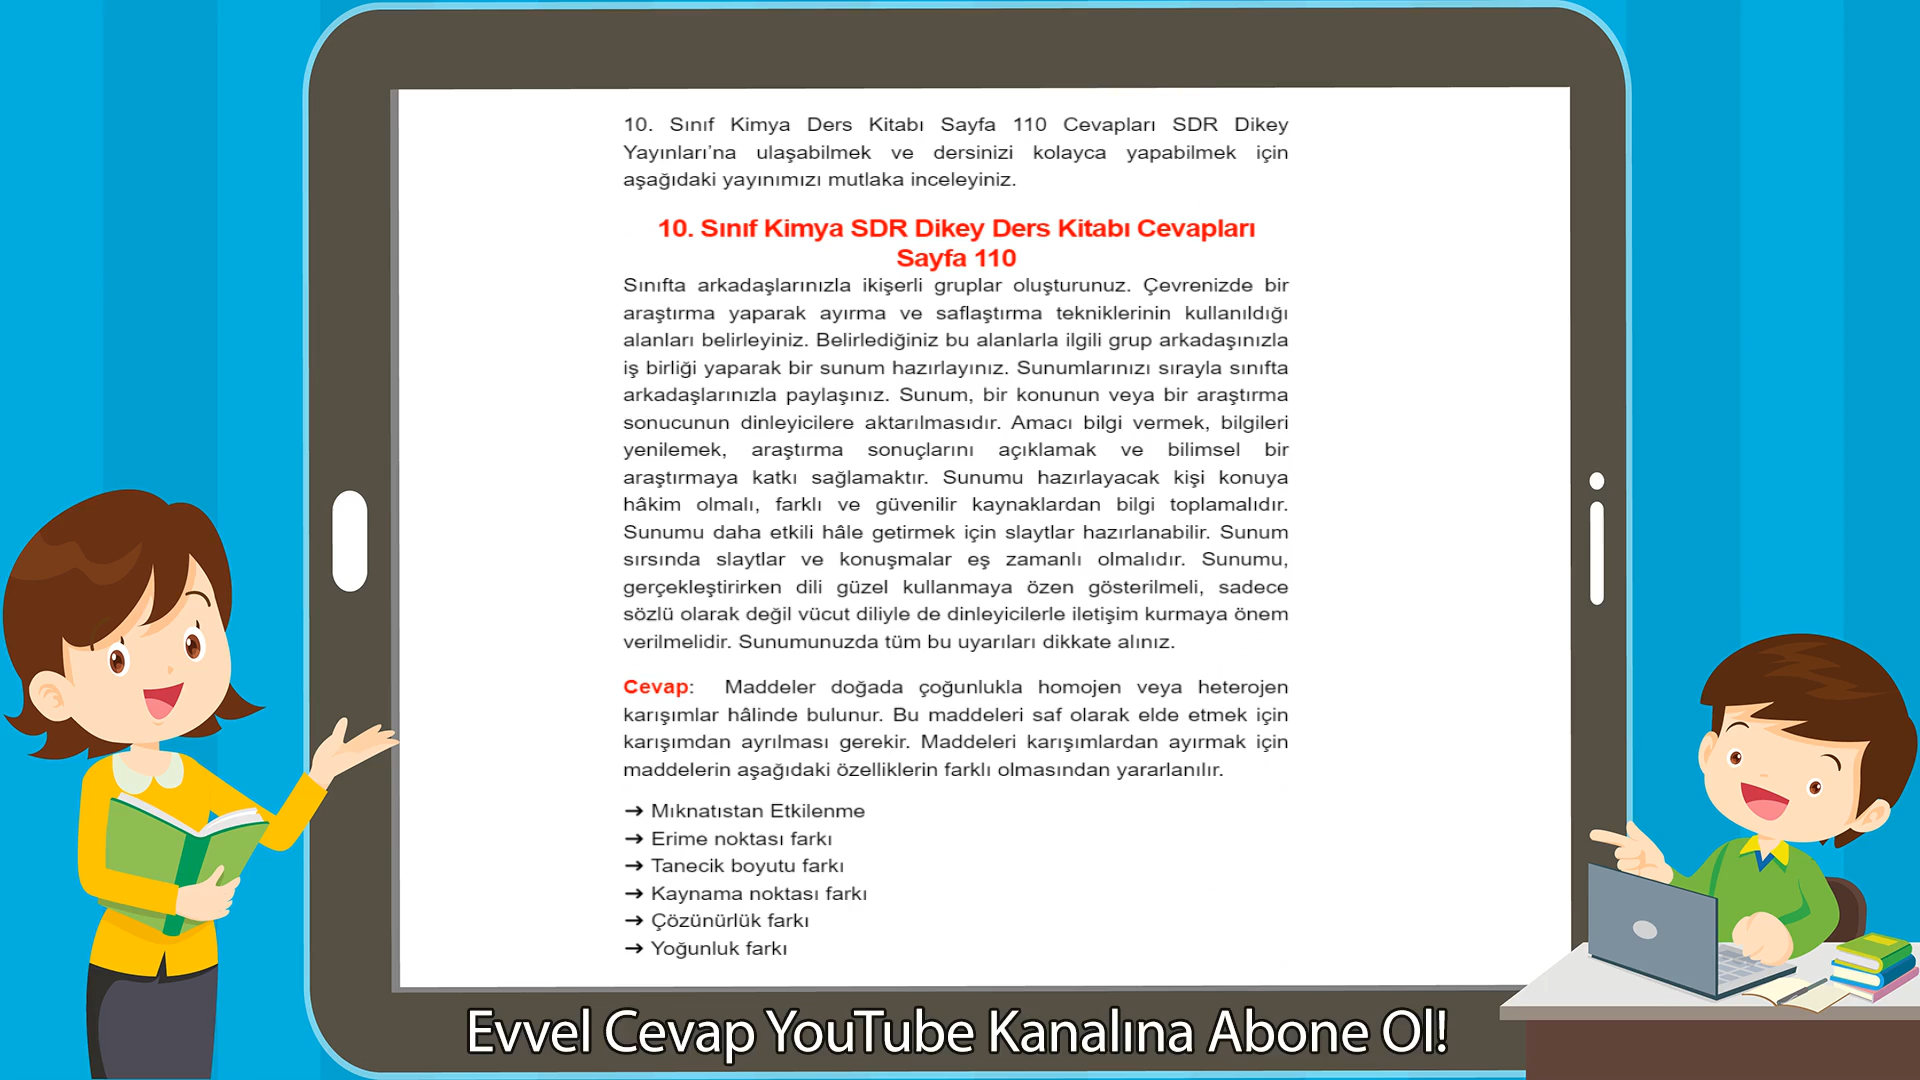 10. Sınıf Kimya Ders Kitabı Sayfa 110 Cevapları SDR Dikey
Yayınları’na ulaşabilmek ve dersinizi kolayca yapabilmek için
aşağıdaki yayınımızı mutlaka inceleyiniz.
10. Sınıf Kimya SDR Dikey Ders Kitabı Cevapları
Sayfa 110
Sınıfta arkadaşlarınızla ikişerli gruplar oluşturunuz. Çevrenizde bir
araştırma yaparak ayırma ve saflaştırma tekniklerinin kullanıldığı
alanları belirleyiniz. Belirlediğiniz bu alanlarla ilgili grup arkadaşınızla
iş birliği yaparak bir sunum hazırlayınız. Sunumlarınızı sırayla sınıfta
arkadaşlarınızla paylaşınız. Sunum, bir konunun veya bir araştırma
sonucunun dinleyicilere aktarılmasıdır. Amacı bilgi vermek, bilgileri
yenilemek, araştırma sonuçlarını açıklamak ve bilimsel bir
araştırmaya katkı sağlamaktır. Sunumu hazırlayacak kişi konuya
hâkim olmalı, farklı ve güvenilir kaynaklardan bilgi toplamalıdır.
Sunumu daha etkili hâle getirmek için slaytlar hazırlanabilir. Sunum
sırsında slaytlar ve konuşmalar eş zamanlı olmalıdır. Sunumu,
gerçekleştirirken dili güzel kullanmaya özen gösterilmeli, sadece
sözlü olarak değil vücut diliyle de dinleyicilerle iletişim kurmaya önem
verilmelidir. Sunumunuzda tüm bu uyarıları dikkate alınız.
Cevap: Maddeler doğada çoğunlukla homojen veya heterojen
karışımlar hâlinde bulunur. Bu maddeleri saf olarak elde etmek için
karışımdan ayrılması gerekir. Maddeleri karışımlardan ayırmak için
maddelerin aşağıdaki özelliklerin farklı olmasından yararlanılır.
→ Mıknatıstan Etkilenme
→ Erime noktası farkı
→ Tanecik boyutu farkı
→ Kaynama noktası farkı
→ Çözünürlük farkı
→ Yoğunluk farkı
Evvel Cevap YouTube Kanalına Abone Ol!